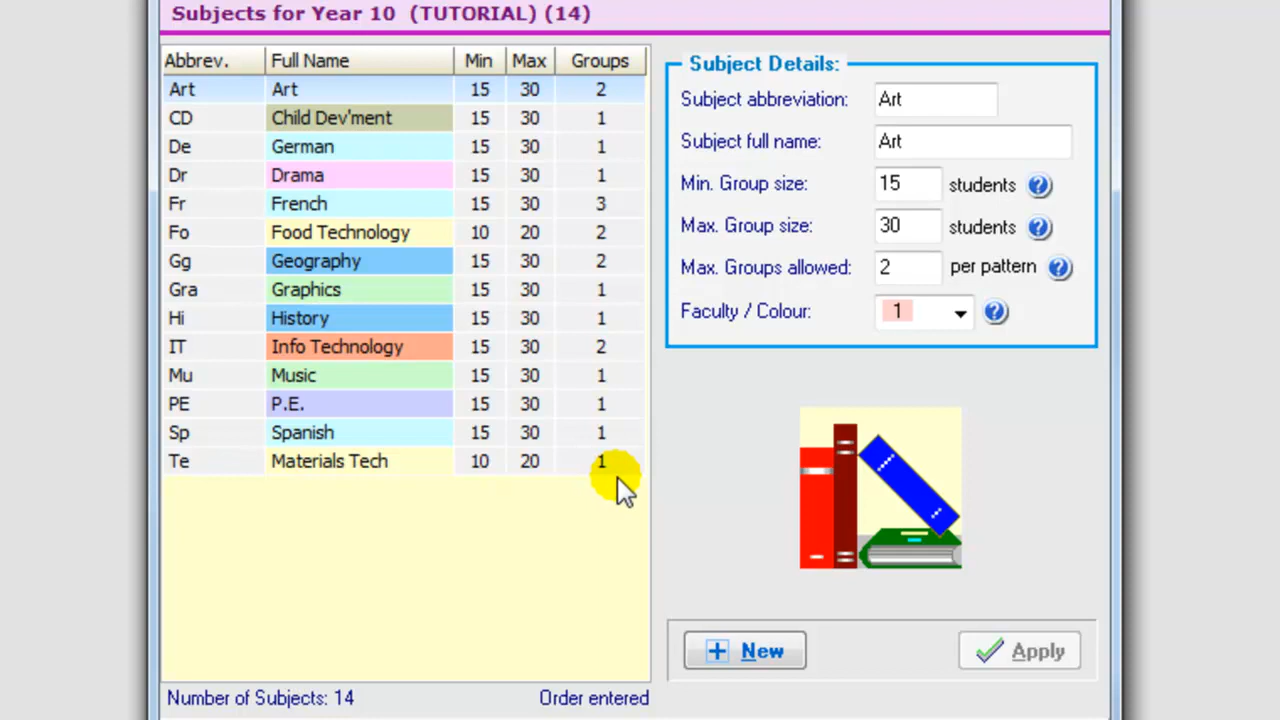 Subjects for Year 10 (TUTORIAL) (14)
Abbrev. Full Name Min Max Groups
Art Art 15 30 2
CD Child Dev'ment 15 30 1
De German 15 30 1
Dr Drama 15 30 1
Fr French 15 30 3
Fo Food Technology 10 20 2
Gg Geography 15 30 2
Gra Graphics 15 30 1
Hi History 15 30 1
IT Info Technology 15 30 2
Mu Music 15 30 1
PE P.E. 15 30 1
Sp Spanish 15 30 1
Te Materials Tech 10 20 1
Number of Subjects: 14 Order entered
Subject Details:
Subject abbreviation: Art
Subject full name: Art
Min. Group size: 15 students ?
Max. Group size: 30 students ?
Max. Groups allowed: 2 per pattern ?
Faculty / Colour: 1 ?
New Apply